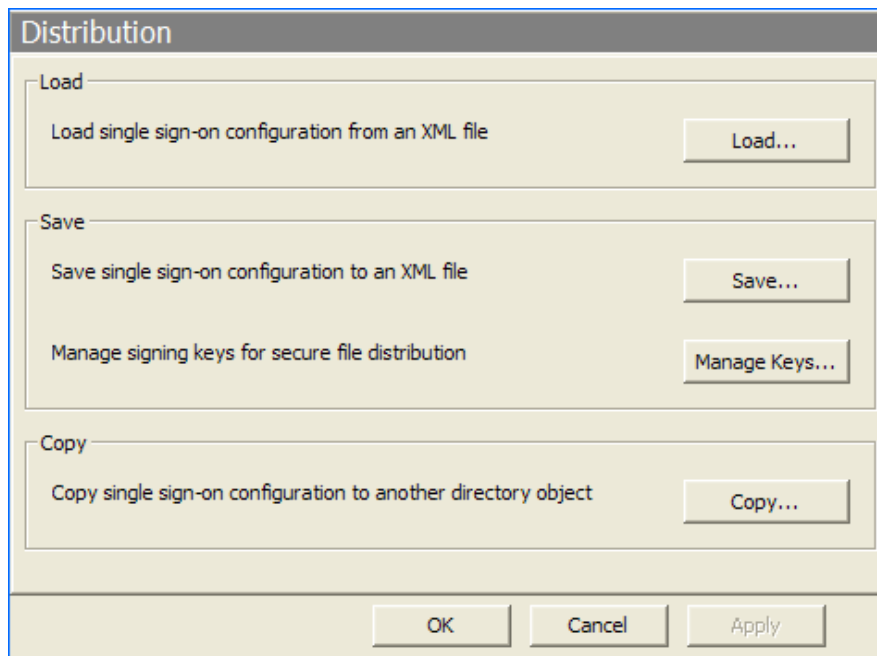 Distribution
Load
Load single sign-on configuration from an XML file
Load...
Save
Save single sign-on configuration to an XML file
Save...
Manage signing keys for secure file distribution
Manage Keys...
Copy
Copy single sign-on configuration to another directory object
Copy...
OK
Cancel
Apply